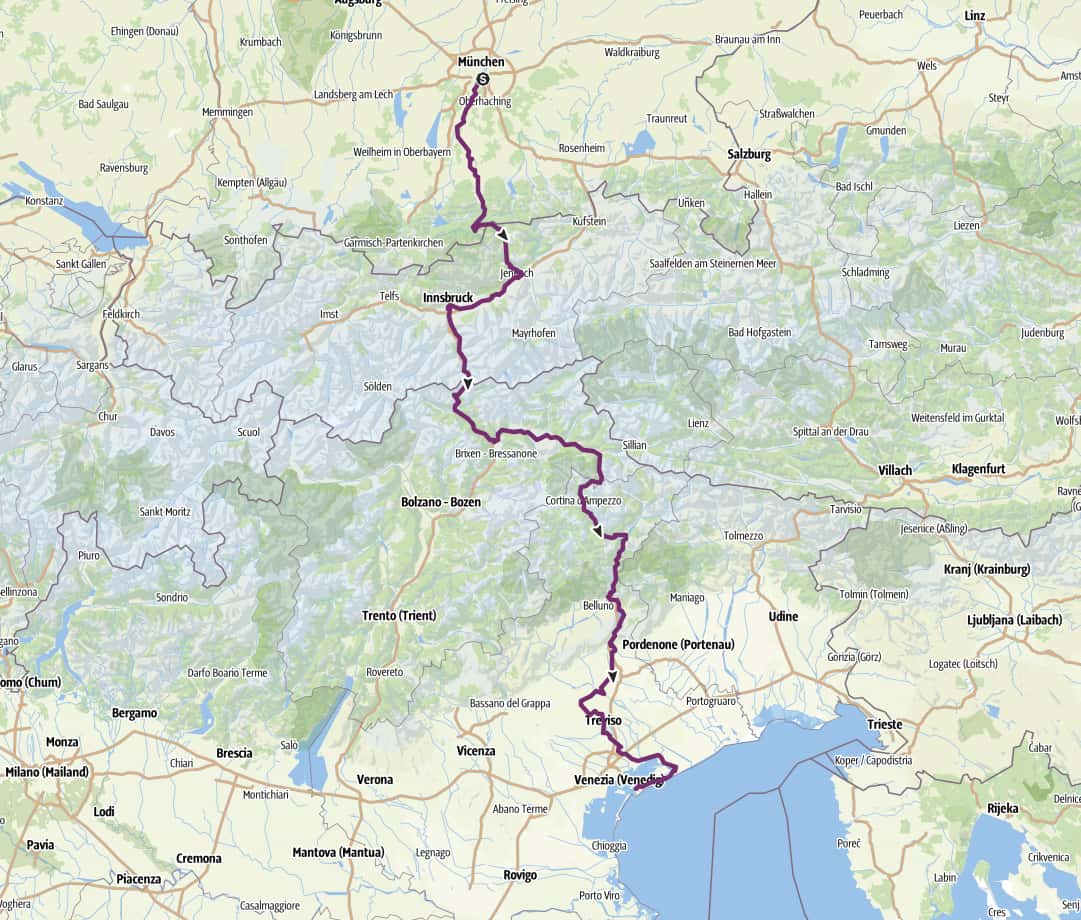 Augsburg
Freising
Peuerbach
Linz
Ehingen (Donau)
Königsbrunn
Krumbach
Braunau am Inn
Waldkraiburg
München
S
Wels
Landsberg am Lech
Oberhaching
Bad Saulgau
Memmingen
Steyr
Straßwalchen
Traunreut
Gmunden
Weilheim in Oberbayern
Rosenheim
Salzburg
Ravensburg
Kempten (Allgäu)
Bad Ischl
Hallein
Konstanz
Unken
Kufstein
Liezen
Sonthofen
Garmisch-Partenkirchen
Sankt Gallen
Saalfelden am Steinernen Meer
Schladming
Jenbach
Telfs
Innsbruck
Feldkirch
Imst
Mayrhofen
Bad Hofgastein
Judenburg
Tamsweg
Murau
Glarus
Sargans
Sölden
Chur
Weitensfeld im Gurktal
Lienz
Davos
Scuol
Spittal an der Drau
Sillian
Brixen - Bressanone
Villach
Klagenfurt
Bolzano - Bozen
Cortina d'Ampezzo
Sankt Moritz
Tarvisio
Jesenice (Aßling)
Tolmezzo
Piuro
Kranj (Krainburg)
Tolmin (Tolmein)
Sondrio
Maniago
Belluno
Trento (Trient)
Udine
Ljubljana (Laibach)
Pordenone (Portenau)
Gorizia (Görz)
Logatec (Loitsch)
Rovereto
Darfo Boario Terme
Bassano del Grappa
Portogruaro
Bergamo
Treviso
Trieste
Monza
Salò
Vicenza
Čabar
Brescia
Koper / Capodistria
Chiari
Milano (Mailand)
Verona
Venezia (Venedig)
Montichiari
Abano Terme
Rijeka
Lodi
Poreč
Pavia
Chioggia
Mantova (Mantua)
Legnago
Cremona
Crikvenica
Rovigo
Labin
Piacenza
Porto Viro
Casalmaggiore
Cres
Senj